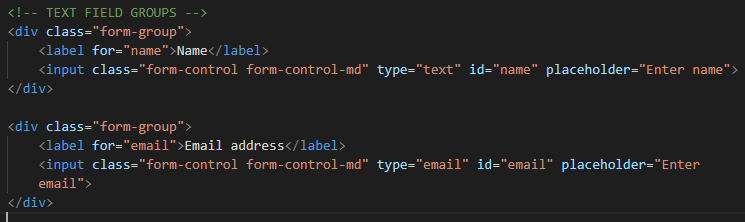 <!-- TEXT FIELD GROUPS -->
<div class="form-group">
    <label for="name">Name</label>
    <input class="form-control form-control-md" type="text" id="name" placeholder="Enter name">
</div>

<div class="form-group">
    <label for="email">Email address</label>
    <input class="form-control form-control-md" type="email" id="email" placeholder="Enter
    email">
</div>